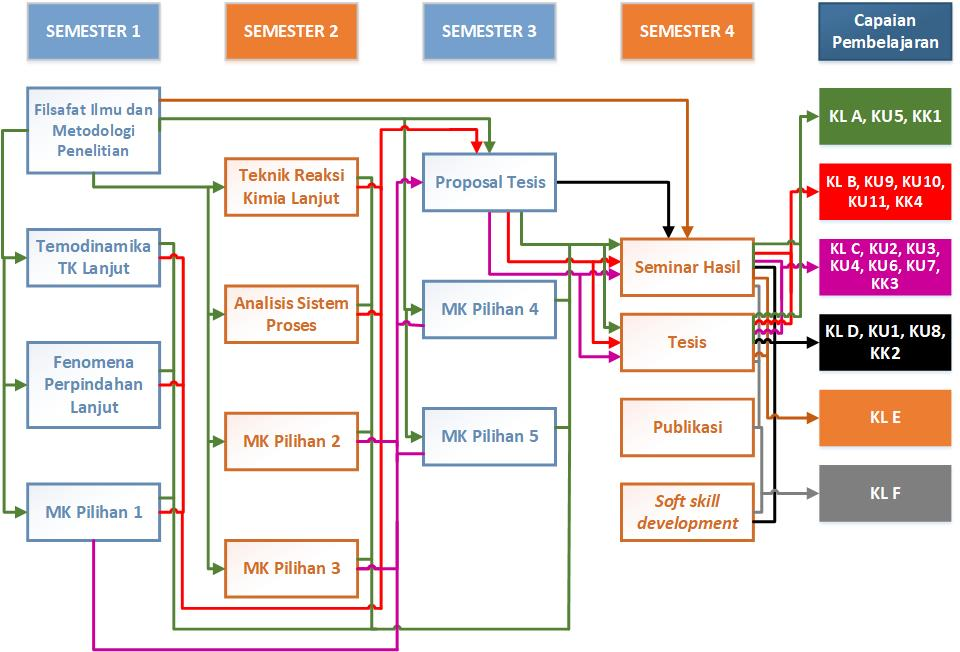 SEMESTER 1
SEMESTER 2
SEMESTER 3
SEMESTER 4
Capaian
Pembelajaran
Filsafat Ilmu dan
Metodologi
Penelitian
Temodinamika
TK Lanjut
Fenomena
Perpindahan
Lanjut
MK Pilihan 1
Teknik Reaksi
Kimia Lanjut
Analisis Sistem
Proses
MK Pilihan 2
MK Pilihan 3
Proposal Tesis
MK Pilihan 4
MK Pilihan 5
Seminar Hasil
Tesis
Publikasi
Soft skill
development
KL A, KU5, KK1
KL B, KU9, KU10,
KU11, KK4
KL C, KU2, KU3,
KU4, KU6, KU7,
KK3
KL D, KU1, KU8,
KK2
KL E
KL F